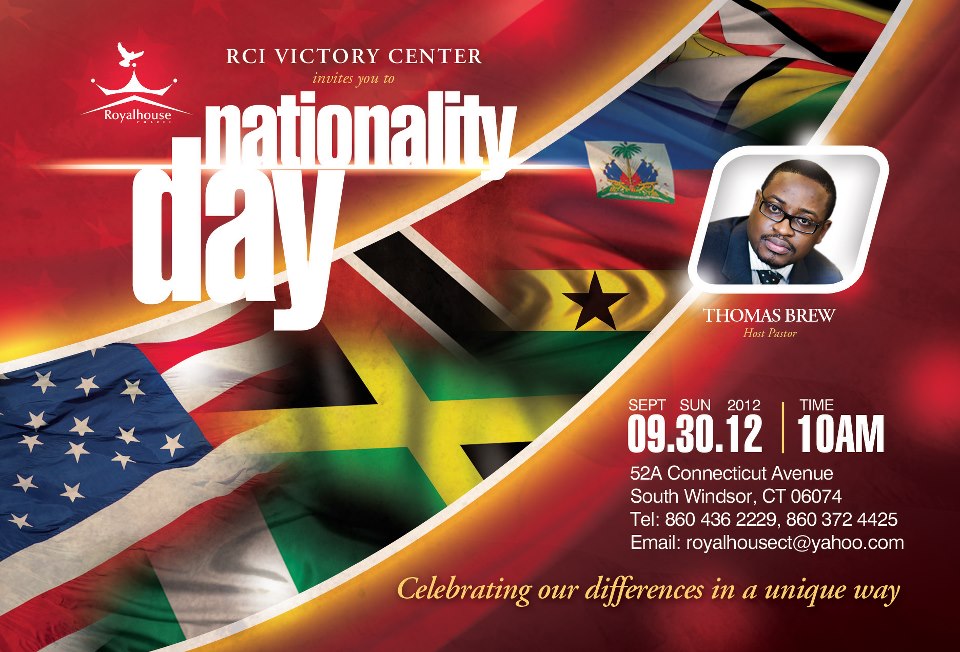 RCI VICTORY CENTER
invites you to
nationality
day
Royalhouse
THOMAS BREW
Host Pastor
SEPT SUN 2012
09.30.12
TIME
10AM
52A Connecticut Avenue
South Windsor, CT 06074
Tel: 860 436 2229, 860 372 4425
Email: royalhousect@yahoo.com
Celebrating our differences in a unique way